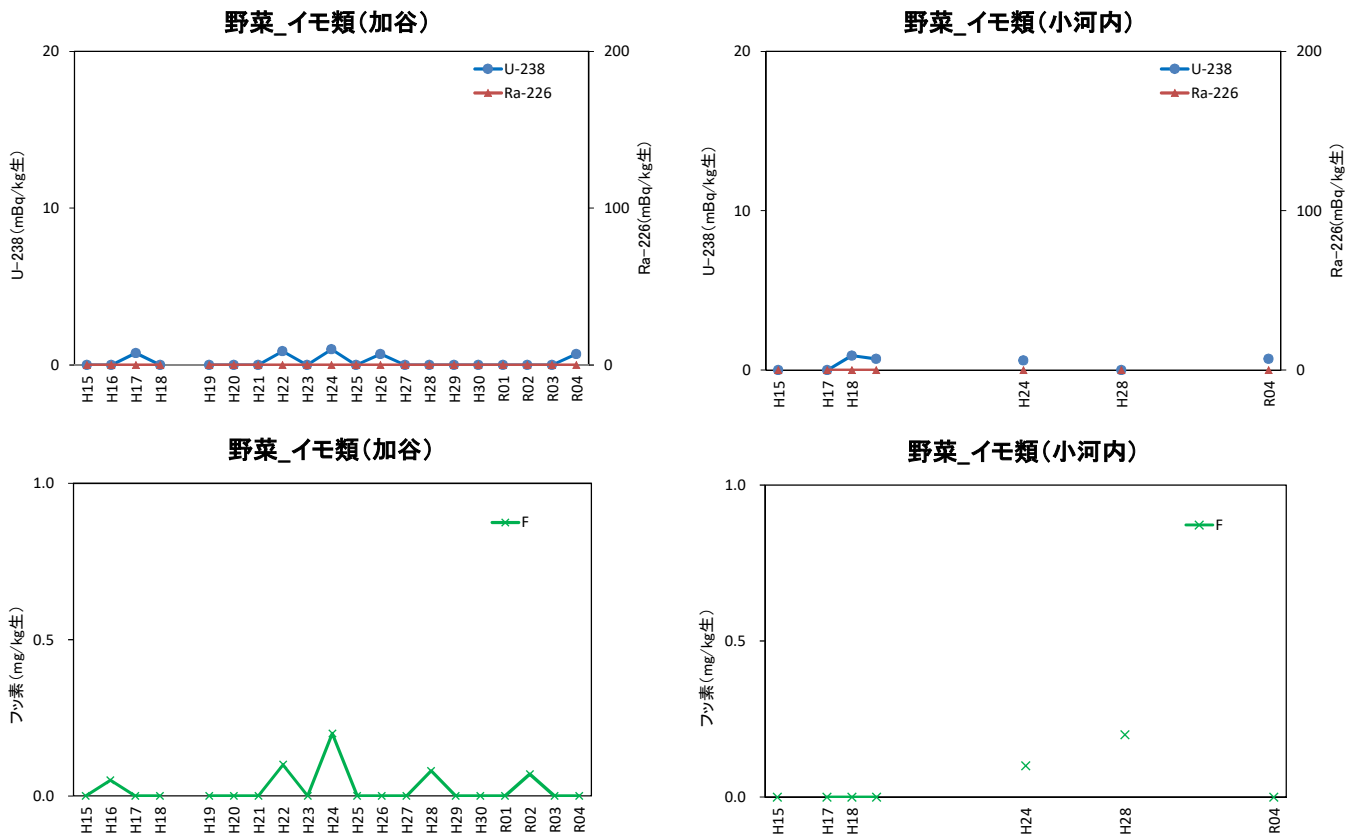 野菜_イモ類(加谷)
20
10
0
200
100
0
U-238(mBq/kg生)
Ra-226(mBq/kg生)
U-238
Ra-226
H15
H16
H17
H18
H19
H20
H21
H22
H23
H24
H25
H26
H27
H28
H29
H30
R01
R02
R03
R04
野菜_イモ類(小河内)
20
10
0
200
100
0
U-238(mBq/kg生)
Ra-226(mBq/kg生)
U-238
Ra-226
H15
H17
H18
H24
H28
R04
野菜_イモ類(加谷)
1.0
0.5
0.0
フッ素(mg/kg生)
F
H15
H16
H17
H18
H19
H20
H21
H22
H23
H24
H25
H26
H27
H28
H29
H30
R01
R02
R03
R04
野菜_イモ類(小河内)
1.0
0.5
0.0
フッ素(mg/kg生)
F
H15
H17
H18
H24
H28
R04